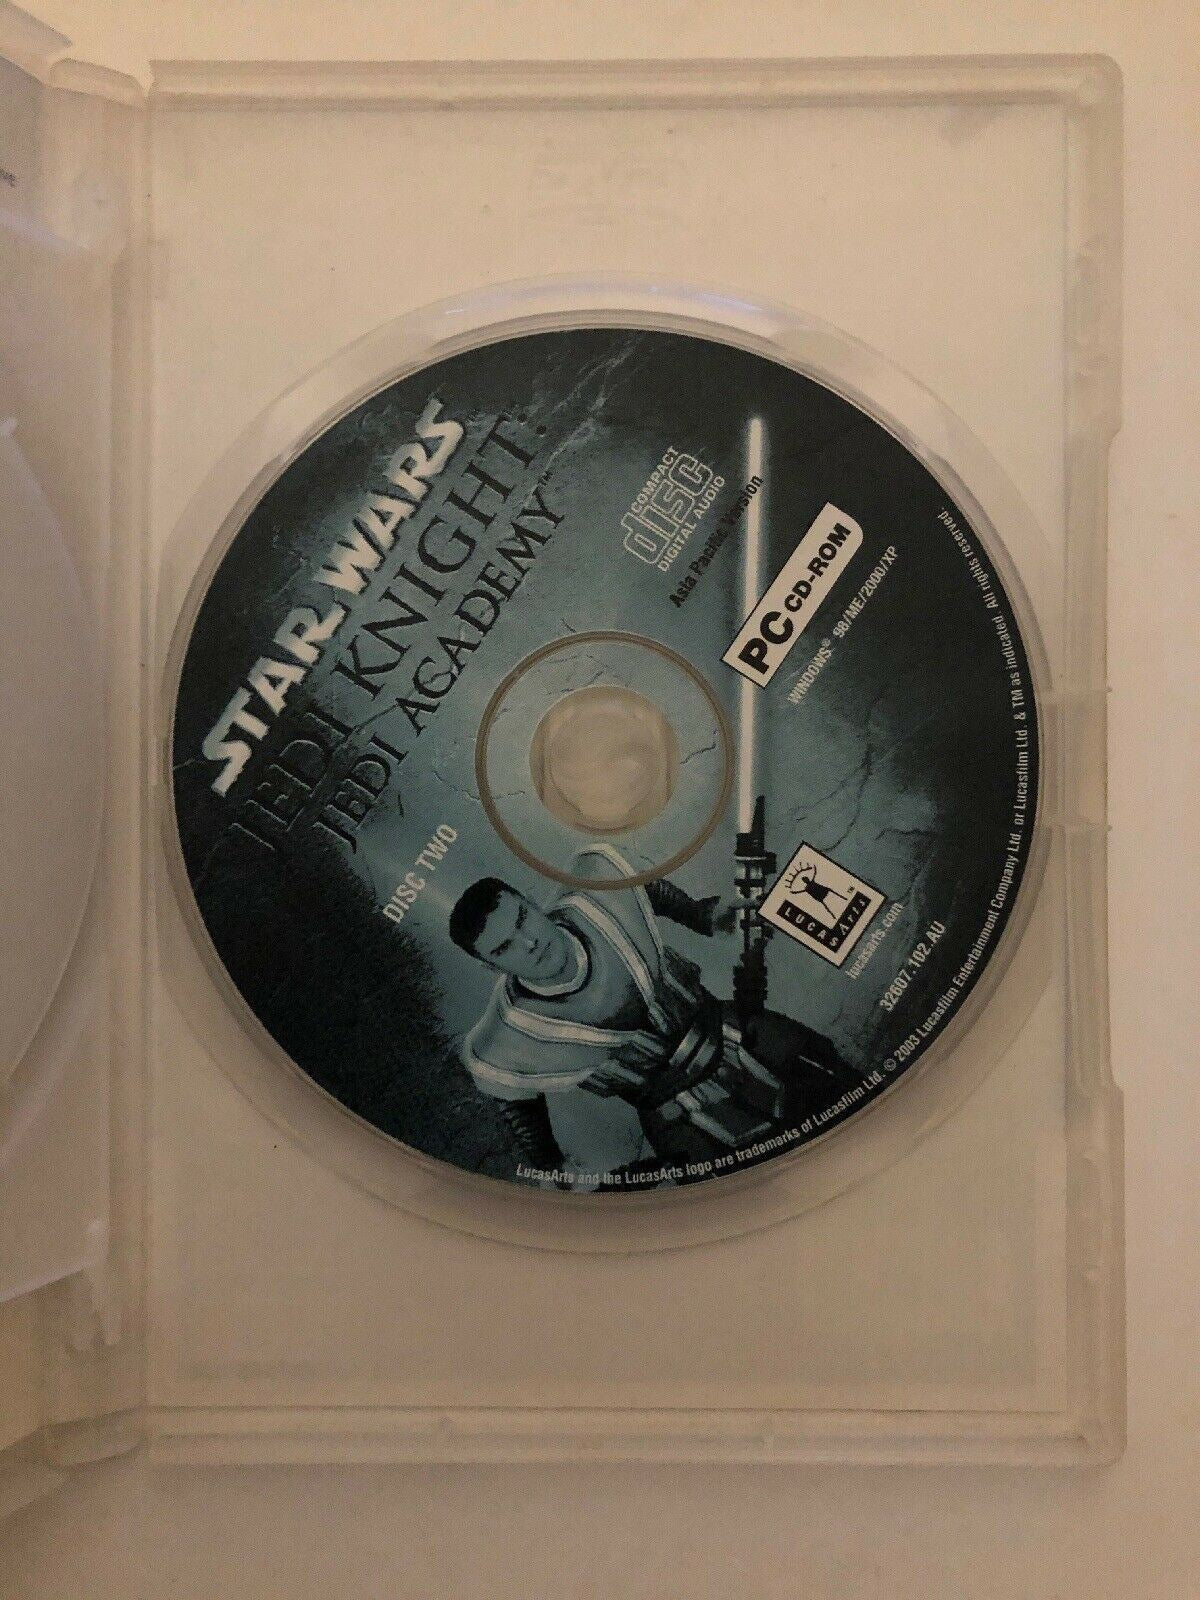 STAR WARS
JEDI KNIGHT:
JEDI ACADEMY™
DISC TWO
COMPACT
disc
DIGITAL AUDIO
Asia Pacific Version
PC CD-ROM
WINDOWS® 98/ME/2000/XP
LUCASArts™
lucasarts.com
32607.102.AU
LucasArts and the LucasArts logo are trademarks of Lucasfilm Ltd. © 2003 Lucasfilm Entertainment Company Ltd. or Lucasfilm Ltd. & TM as indicated. All rights reserved.